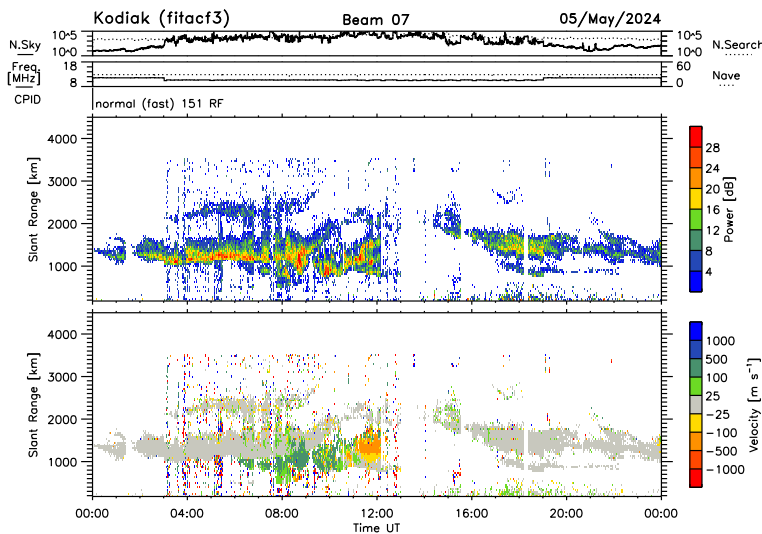 Kodiak (fitacf3) Beam 07 05/May/2024
N.Sky 10^5 10^0 10^5 10^0 N.Search
Freq. [MHz] 18 8 60 0 Nave
CPID normal (fast) 151 RF
Slant Range [km] 4000 3000 2000 1000
28 24 20 16 12 8 4 Power [dB]
Slant Range [km] 4000 3000 2000 1000
1000 500 100 25 -25 -100 -500 -1000 Velocity [m s⁻¹]
00:00 04:00 08:00 12:00 16:00 20:00 00:00
Time UT